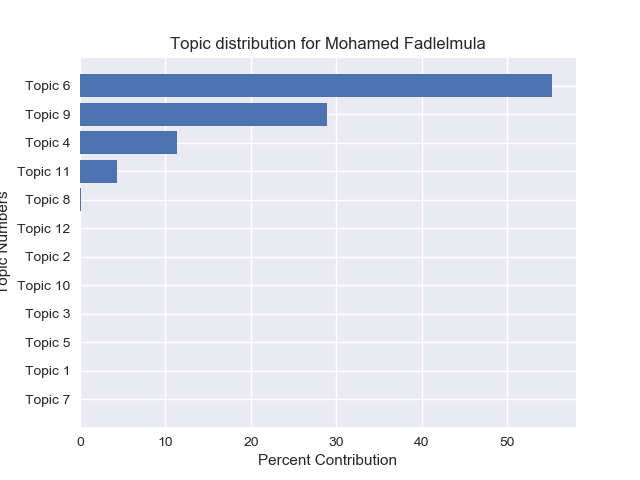 Topic distribution for Mohamed Fadlelmula
Topic 6
Topic 9
Topic 4
Topic 11
Topic 8
Topic 12
Topic 2
Topic 10
Topic 3
Topic 5
Topic 1
Topic 7
Topic Numbers
0 10 20 30 40 50
Percent Contribution